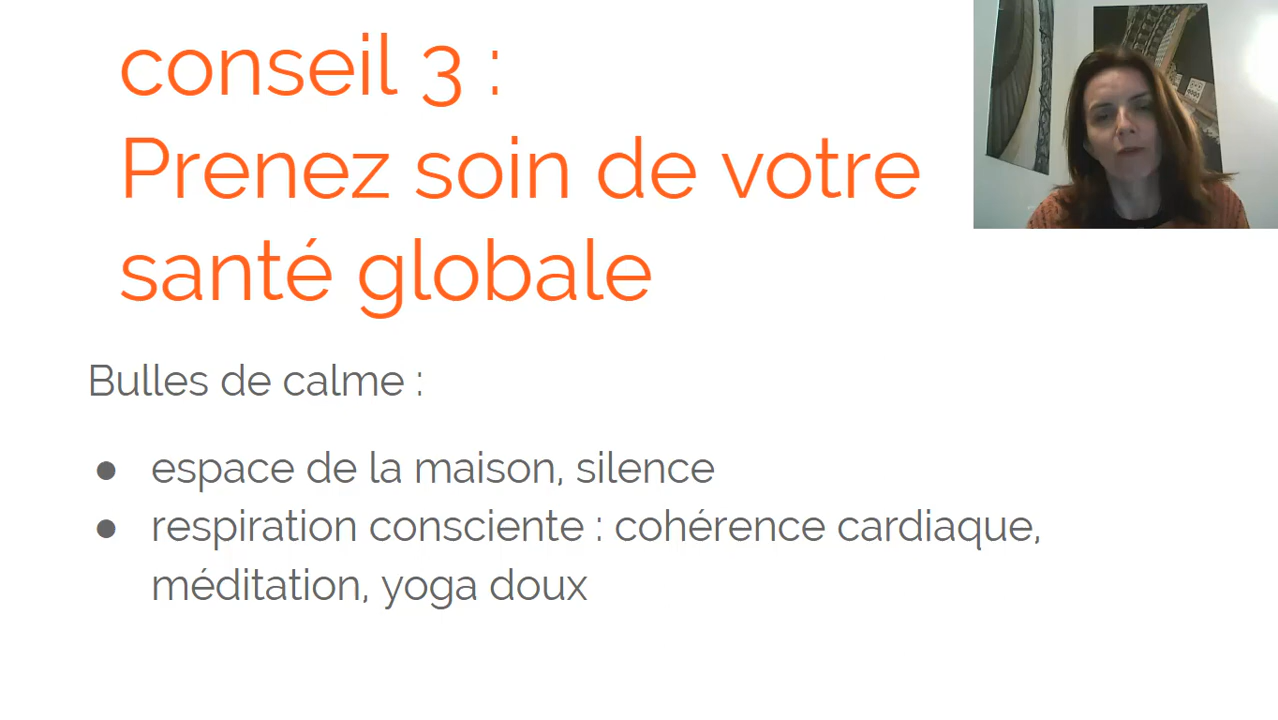 conseil 3 :
Prenez soin de votre
santé globale
Bulles de calme :
● espace de la maison, silence
● respiration consciente : cohérence cardiaque,
méditation, yoga doux